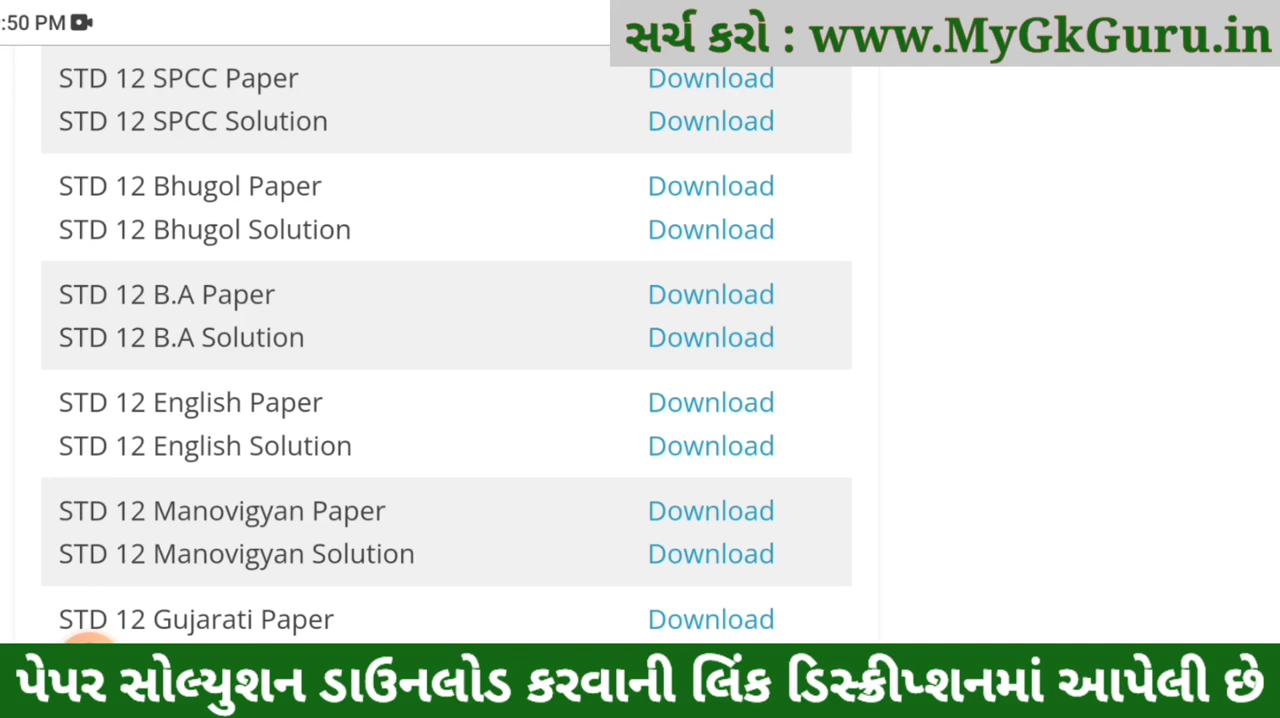 :50 PM
સર્ચ કરો : www.MyGkGuru.in
STD 12 SPCC Paper Download
STD 12 SPCC Solution Download
STD 12 Bhugol Paper Download
STD 12 Bhugol Solution Download
STD 12 B.A Paper Download
STD 12 B.A Solution Download
STD 12 English Paper Download
STD 12 English Solution Download
STD 12 Manovigyan Paper Download
STD 12 Manovigyan Solution Download
STD 12 Gujarati Paper Download
પેપર સોલ્યુશન ડાઉનલોડ કરવાની લિંક ડિસ્ક્રીપ્શનમાં આપેલી છે